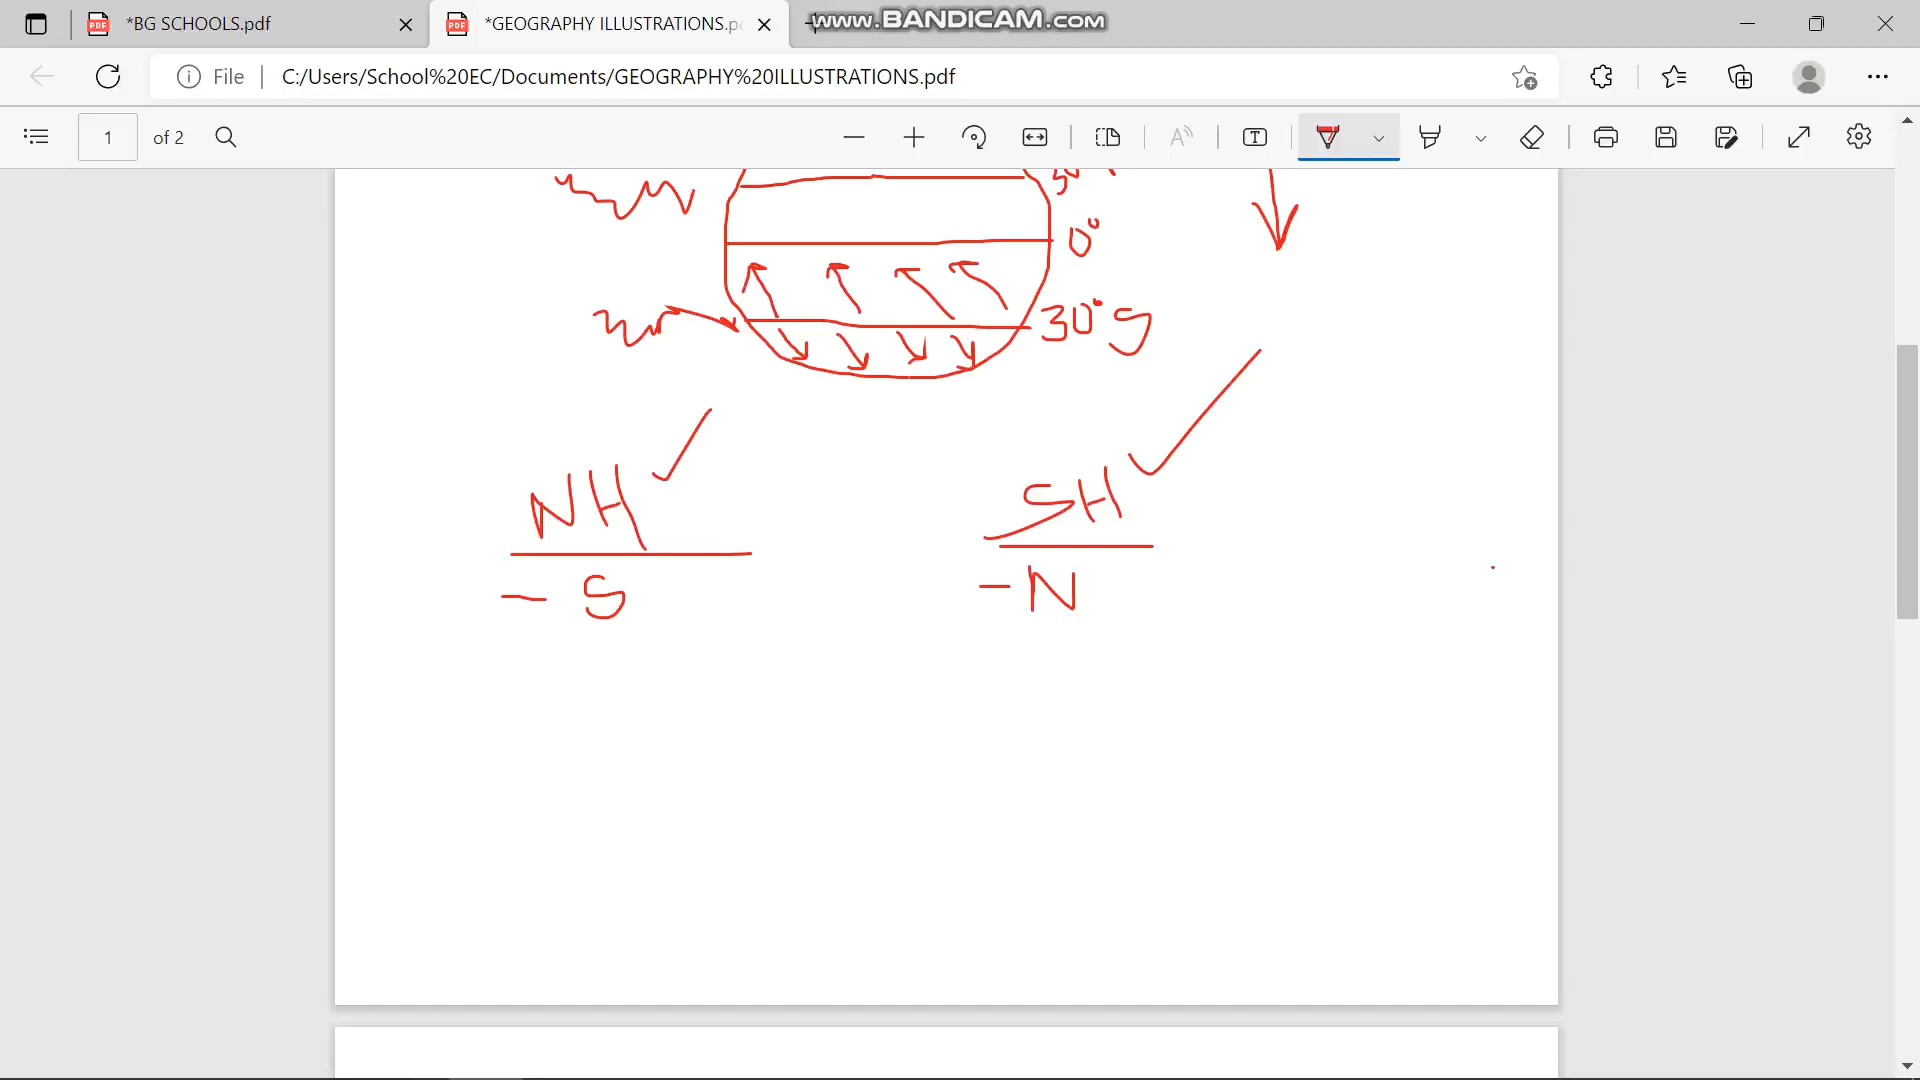 *BG SCHOOLS.pdf
*GEOGRAPHY ILLUSTRATIONS.pd
www.BANDICAM.com
File
C:/Users/School%20EC/Documents/GEOGRAPHY%20ILLUSTRATIONS.pdf
1 of 2
0°
30° S
NH
SH
- S
- N